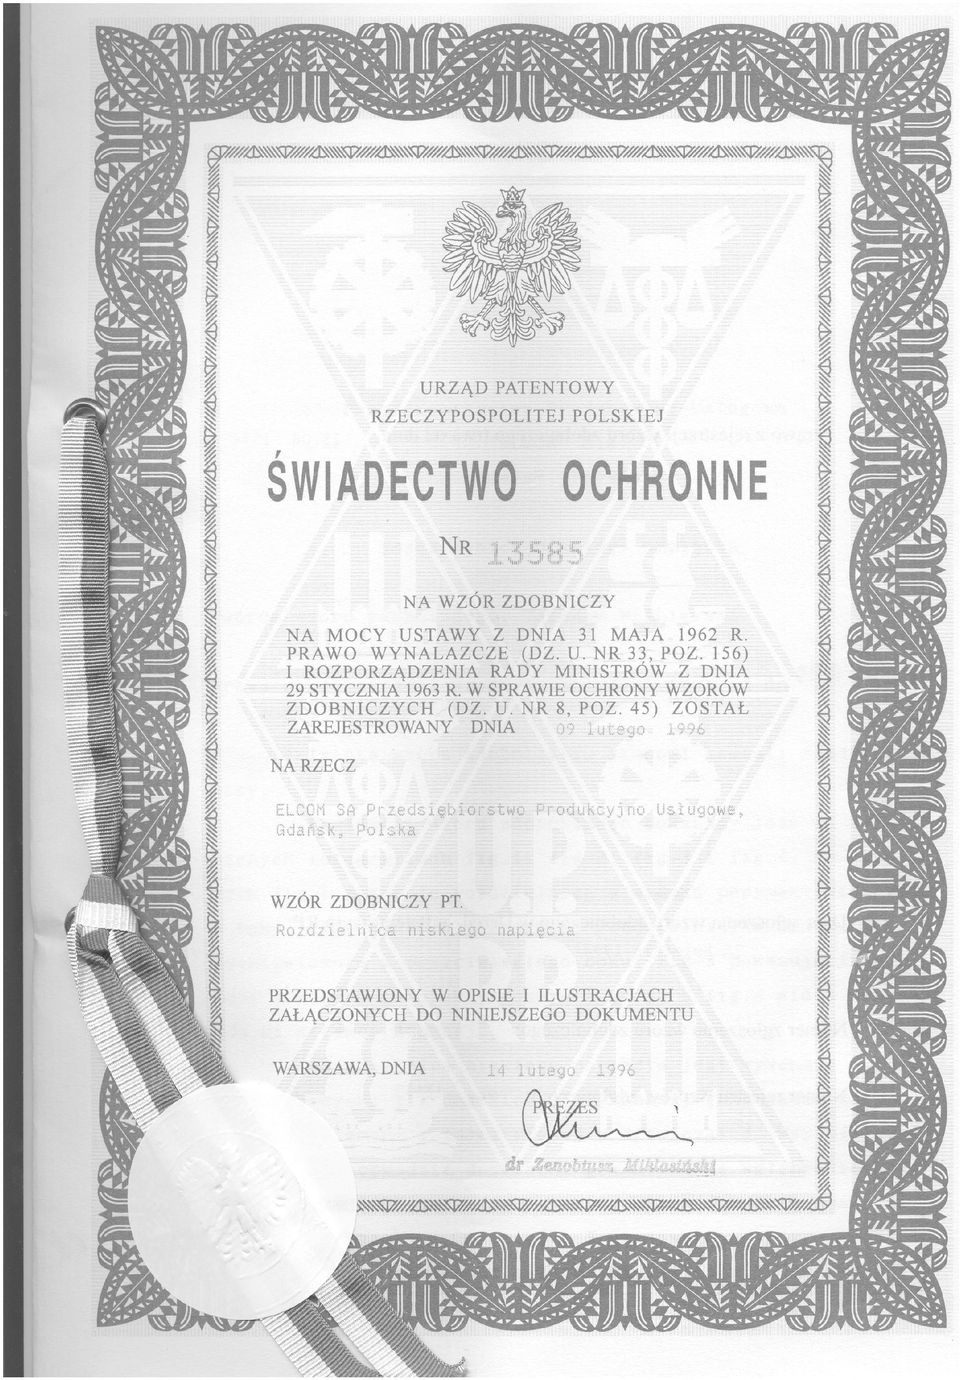 URZĄD PATENTOWY
RZECZYPOSPOLITEJ POLSKIEJ
ŚWIADECTWO OCHRONNE
NR 13585
NA WZÓR ZDOBNICZY
NA MOCY USTAWY Z DNIA 31 MAJA 1962 R.
PRAWO WYNALAZCZE (DZ. U. NR 33, POZ. 156)
I ROZPORZĄDZENIA RADY MINISTRÓW Z DNIA
29 STYCZNIA 1963 R. W SPRAWIE OCHRONY WZORÓW
ZDOBNICZYCH (DZ. U. NR 8, POZ. 45) ZOSTAŁ
ZAREJESTROWANY DNIA 09 lutego 1996
NA RZECZ
ELCOM SA Przedsiębiorstwo Produkcyjno Usługowe,
Gdańsk, Polska
WZÓR ZDOBNICZY PT.
Rozdzielnica niskiego napięcia
PRZEDSTAWIONY W OPISIE I ILUSTRACJACH
ZAŁĄCZONYCH DO NINIEJSZEGO DOKUMENTU
WARSZAWA, DNIA 14 lutego 1996
PREZES
dr Zenobiusz